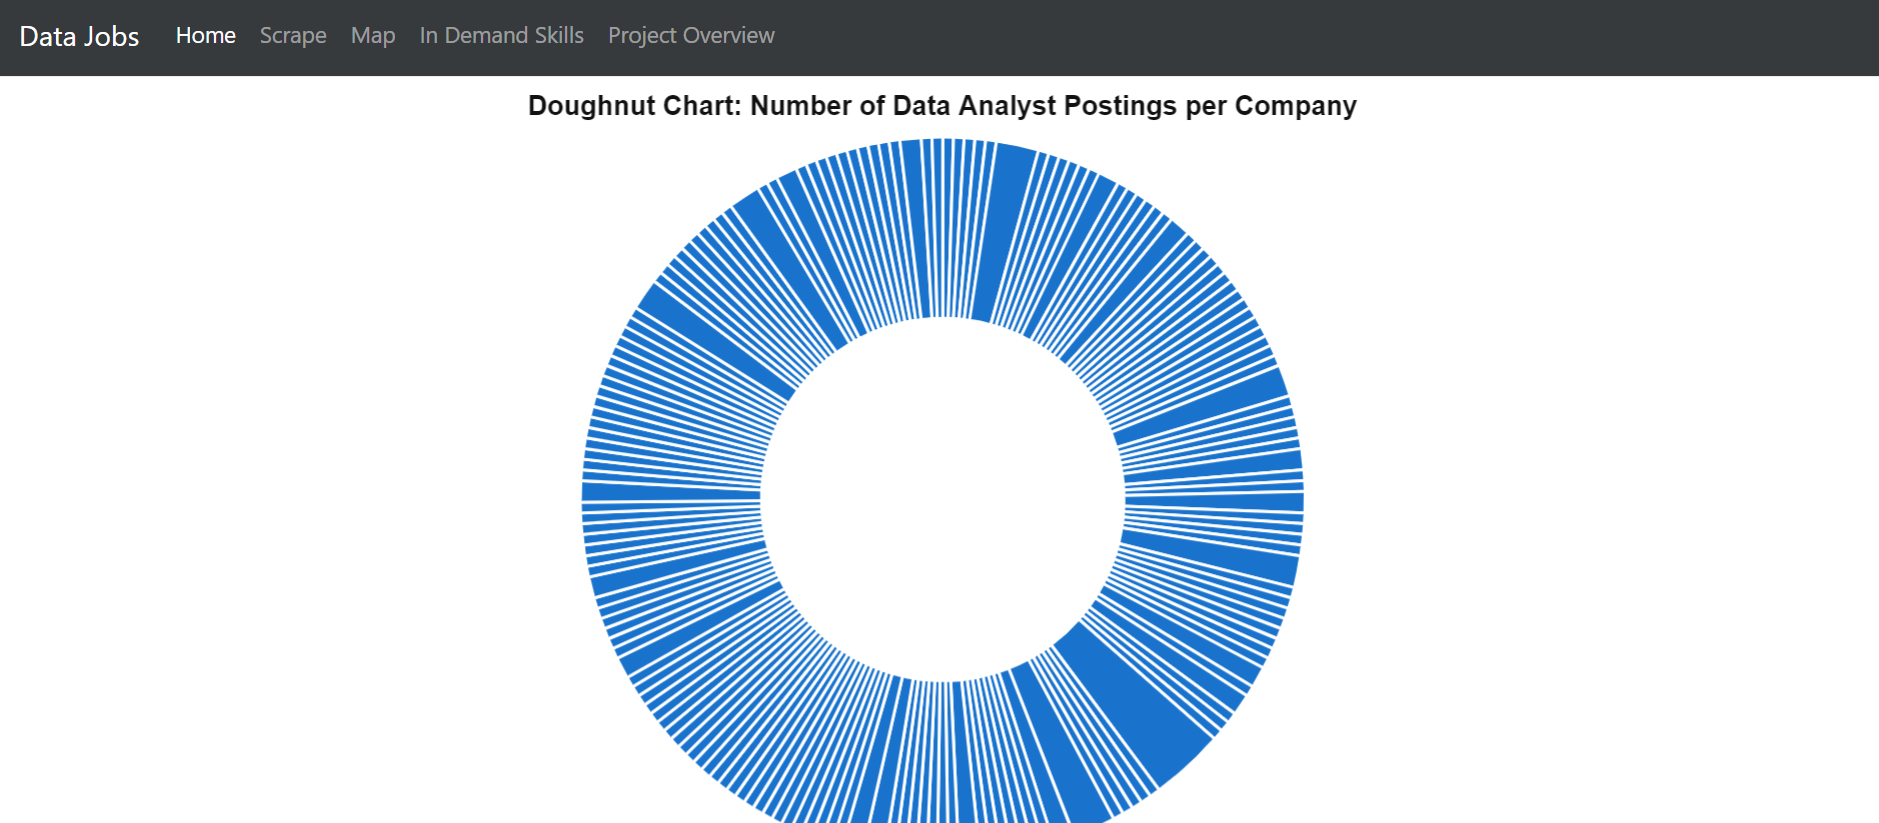 Data Jobs Home Scrape Map In Demand Skills Project Overview
Doughnut Chart: Number of Data Analyst Postings per Company